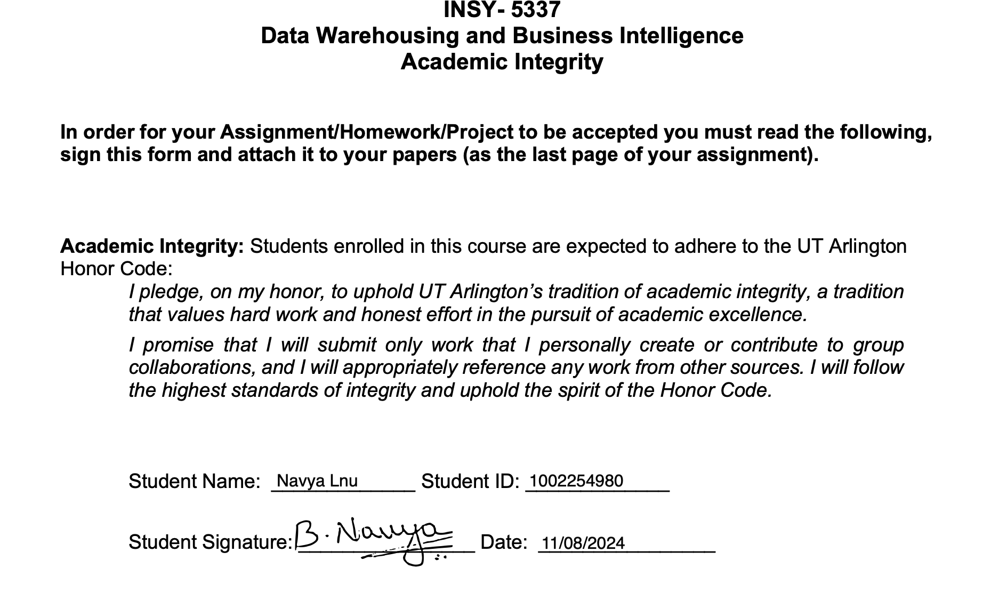 INSY- 5337
Data Warehousing and Business Intelligence
Academic Integrity
In order for your Assignment/Homework/Project to be accepted you must read the following,
sign this form and attach it to your papers (as the last page of your assignment).
Academic Integrity: Students enrolled in this course are expected to adhere to the UT Arlington
Honor Code:
I pledge, on my honor, to uphold UT Arlington’s tradition of academic integrity, a tradition
that values hard work and honest effort in the pursuit of academic excellence.
I promise that I will submit only work that I personally create or contribute to group
collaborations, and I will appropriately reference any work from other sources. I will follow
the highest standards of integrity and uphold the spirit of the Honor Code.
Student Name: Navya Lnu Student ID: 1002254980
Student Signature: B. Navya Date: 11/08/2024